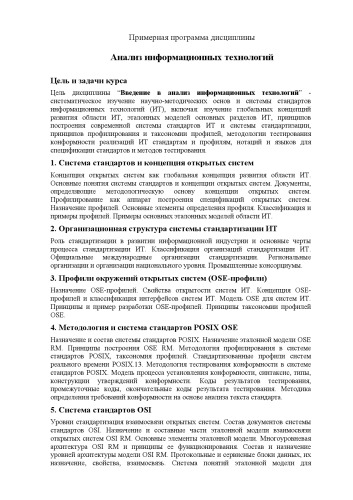 Примерная программа дисциплины
Анализ информационных технологий
Цель и задачи курса
Цель дисциплины "Введение в анализ информационных технологий" -
систематическое изучение научно-методических основ и системы стандартов
информационных технологий (ИТ), включая изучение глобальных концепций
развития области ИТ, эталонных моделей основных разделов ИТ, принципов
построения современной системы стандартов ИТ и системы стандартизации,
принципов профилирования и таксономии профилей, методологии тестирования
конформности реализаций ИТ стандартам и профилям, нотаций и языков для
спецификации стандартов и методов тестирования.
1. Система стандартов и концепция открытых систем
Концепция открытых систем как глобальная концепция развития области ИТ.
Основные понятия системы стандартов и концепции открытых систем. Документы,
определяющие методологическую основу концепции открытых систем.
Профилирование как аппарат построения спецификаций открытых систем.
Назначение профилей. Основные элементы определения профиля. Классификация и
примеры профилей. Примеры основных эталонных моделей области ИТ.
2. Организационная структура системы стандартизации ИТ
Роль стандартизации в развитии информационной индустрии и основные черты
процесса стандартизации ИТ. Классификация организаций стандартизации ИТ.
Официальные международные организации стандартизации. Региональные
организации и организации национального уровня. Промышленные консорциумы.
3. Профили окружений открытых систем (OSE-профили)
Назначение OSE-профилей. Свойства открытости систем ИТ. Концепция OSE-
профилей и классификация интерфейсов систем ИТ. Модель OSE для систем ИТ.
Принципы и пример разработки OSE-профилей. Принципы таксономии профилей
OSE.
4. Методология и система стандартов POSIX OSE
Назначение и состав системы стандартов POSIX. Назначение эталонной модели OSE
RM. Принципы построения OSE RM. Методология профилирования в системе
стандартов POSIX, таксономия профилей. Стандартизованные профили систем
реального времени POSIX.13. Методология тестирования конформности в системе
стандартов POSIX. Модель процесса установления конформности, синтаксис, типы,
конструкции утверждений конформности. Коды результатов тестирования,
промежуточные коды, окончательные коды результата тестирования. Методика
определения требований конформности на основе анализа текста стандарта.
5. Система стандартов OSI
Уровни стандартизация взаимосвязи открытых систем. Состав документов системы
стандартов OSI. Назначение и составные части эталонной модели взаимосвязи
открытых систем OSI RM. Основные элементы эталонной модели. Многоуровневая
архитектура OSI RM и принципы ее функционирования. Состав и назначение
уровней архитектуры модели OSI RM. Протокольные и сервисные блоки данных, их
назначение, свойства, взаимосвязь. Система понятий эталонной модели для